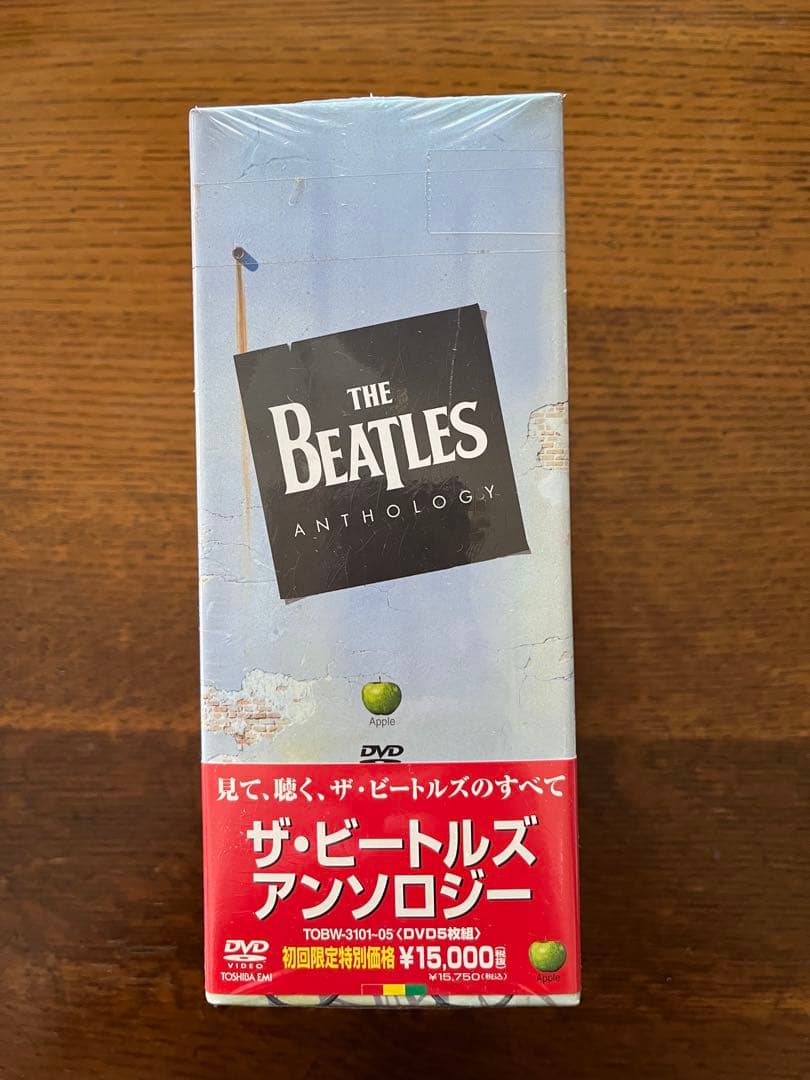 THE
BEATLES
ANTHOLOGY
Apple
DVD
見て、聴く、ザ・ビートルズのすべて
ザ・ビートルズ
アンソロジー
TOBW-3101~05〈DVD5枚組〉
初回限定特別価格 ¥15,000(税抜)
¥15,750(税込)
DVD
VIDEO
TOSHIBA EMI
Apple